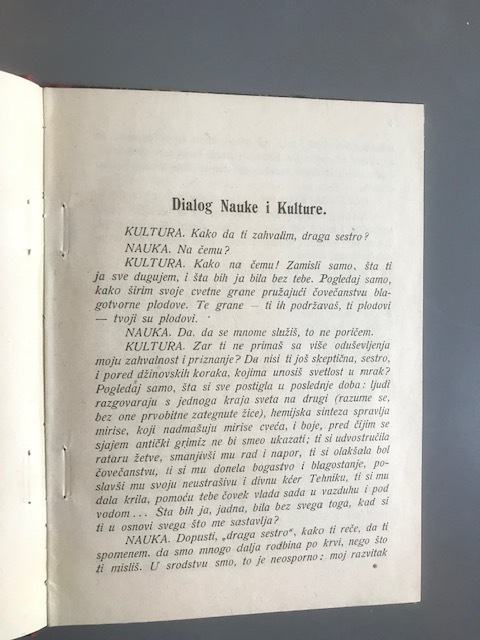 Dialog Nauke i Kulture.
KULTURA. Kako da ti zahvalim, draga sestro?
NAUKA. Na čemu?
KULTURA. Kako na čemu! Zamisli samo, šta ti
ja sve dugujem, i šta bih ja bila bez tebe. Pogledaj samo,
kako širim svoje cvetne grane pružajući čovečanstvu bla-
gotvorne plodove. Te grane — ti ih podržavaš, ti plodovi
— tvoji su plodovi.
NAUKA. Da, da se mnome služiš, to ne poričem.
KULTURA. Zar ti ne primaš sa više oduševljenja
moju zahvalnost i priznanje? Da nisi ti još skeptična, sestro,
i pored džinovskih koraka, kojima unosiš svetlost u mrak?
Pogledaj samo, šta si sve postigla u poslednje doba: ljudi
razgovaraju s jednoga kraja sveta na drugi (razume se,
bez one prvobitne zategnute žice), hemijska sinteza spravlja
mirise, koji nadmašuju mirise cveća, i boje, pred čijim se
sjajem antički grimiz ne bi smeo ukazati; ti si udvostručila
rataru žetve, smanjivši mu rad i napor, ti si olakšala bol
čovečanstvu, ti si mu donela bogastvo i blagostanje, po-
slavši mu svoju neustrašivu i divnu kćer Tehniku, ti si mu
dala krila, pomoću tebe čovek vlada sada u vazduhu i pod
vodom... Šta bih ja, jadna, bila bez svega toga, kad si
ti u osnovi svega što me sastavlja?
NAUKA. Dopusti, „draga sestro“, kako ti reče, da ti
spomenem, da smo mnogo dalja rodbina po krvi, nego što
ti misliš. U srodstvu smo, to je neosporno: moj razvitak